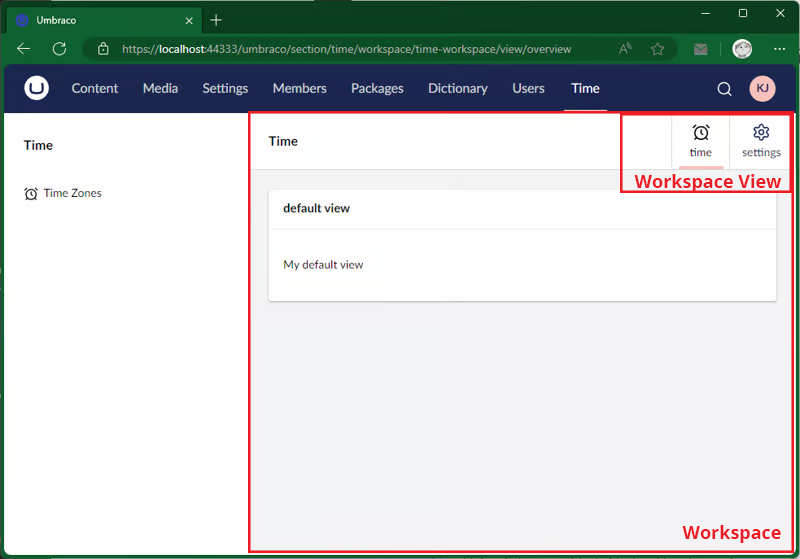 Umbraco
https://localhost:44333/umbraco/section/time/workspace/time-workspace/view/overview
Content Media Settings Members Packages Dictionary Users Time KJ
Time
Time Zones
Time
time settings
Workspace View
default view
My default view
Workspace